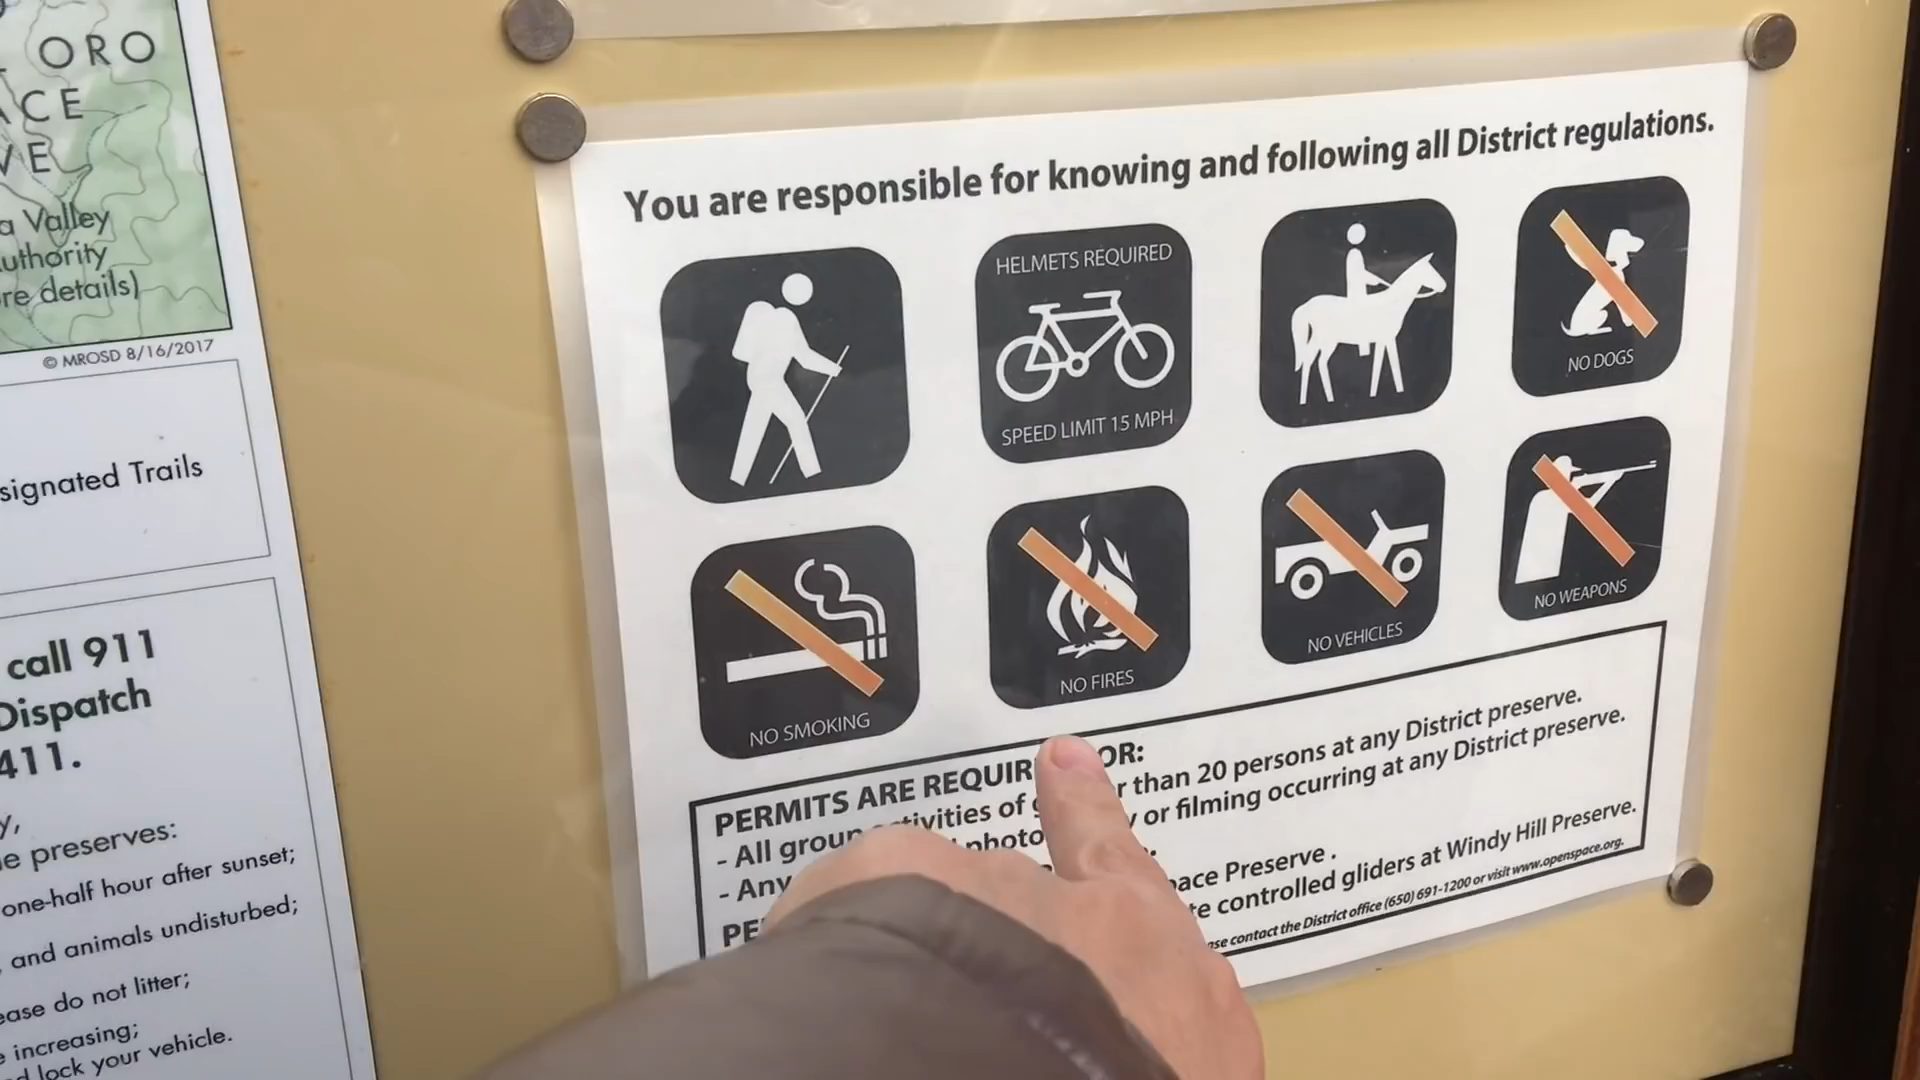 ORO
ACE
VE
a Valley
uthority
re details)
© MROSD 8/16/2017
signated Trails
call 911
Dispatch
411.
y,
e preserves:
one-half hour after sunset;
and animals undisturbed;
ease do not litter;
increasing;
d lock your vehicle.
You are responsible for knowing and following all District regulations.
HELMETS REQUIRED
SPEED LIMIT 15 MPH
NO DOGS
NO SMOKING
NO FIRES
NO VEHICLES
NO WEAPONS
PERMITS ARE REQUIR OR:
- All group tivities of g r than 20 persons at any District preserve.
- Any photo y or filming occurring at any District preserve.
PE
pace Preserve .
te controlled gliders at Windy Hill Preserve.
ase contact the District office (650) 691-1200 or visit www.openspace.org.